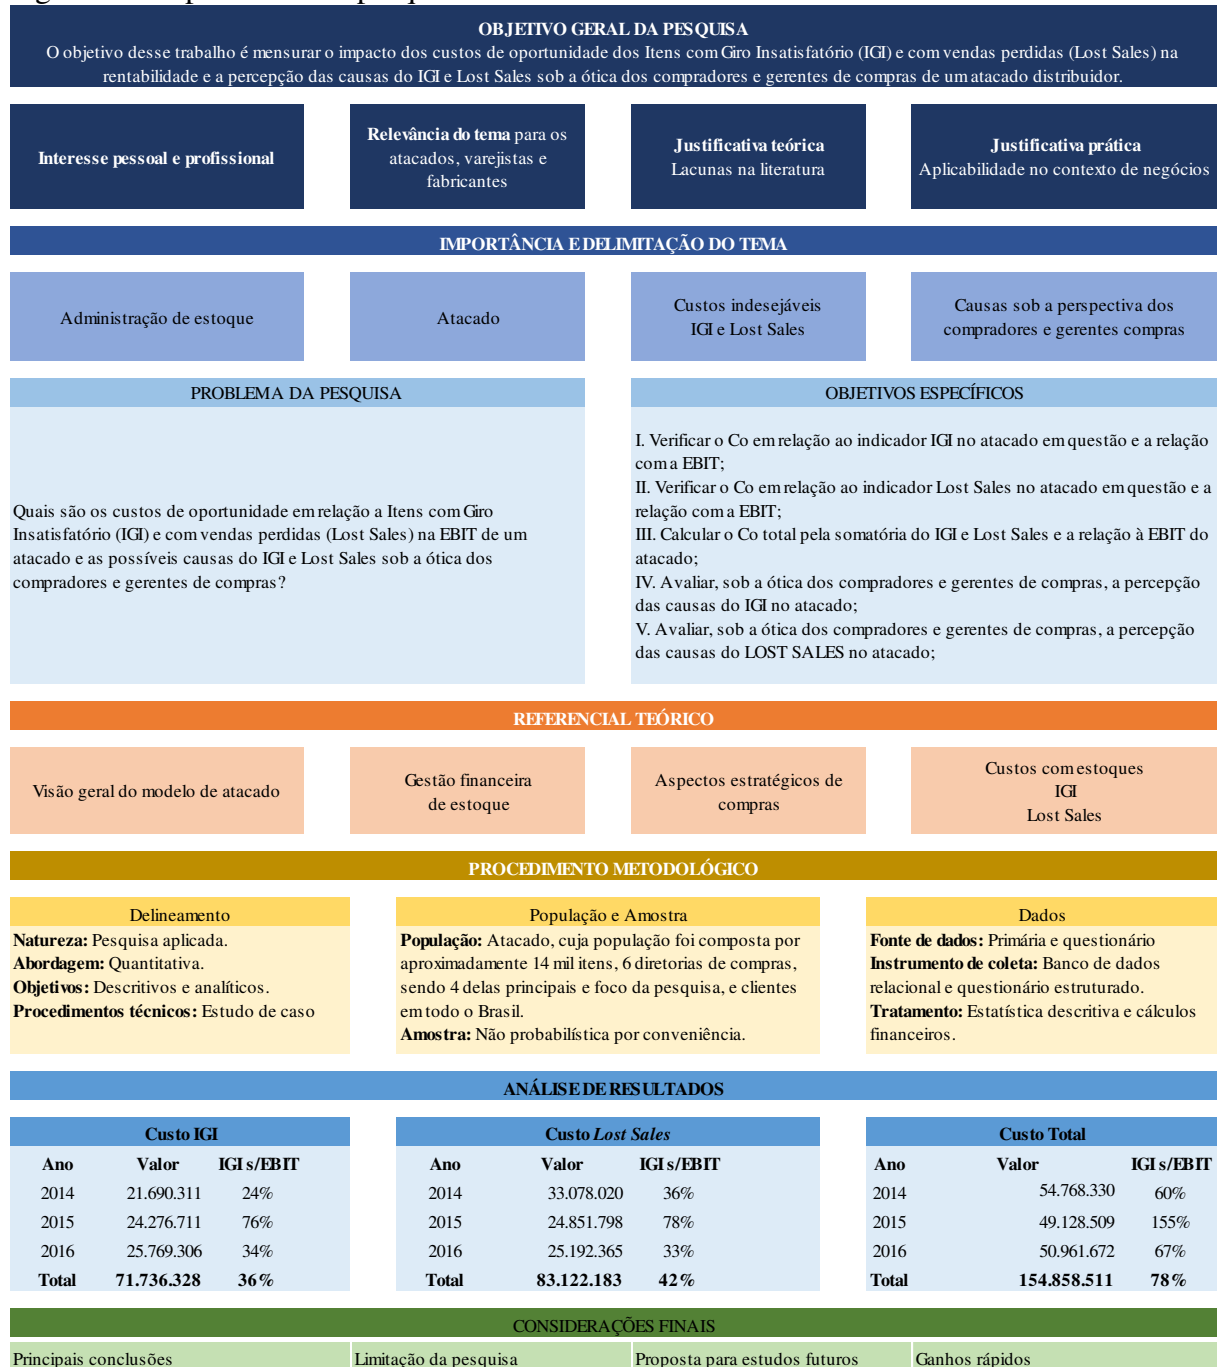 OBJETIVO GERAL DA PESQUISA
O objetivo desse trabalho é mensurar o impacto dos custos de oportunidade dos Itens com Giro Insatisfatório (IGI) e com vendas perdidas (Lost Sales) na
rentabilidade e a percepção das causas do IGI e Lost Sales sob a ótica dos compradores e gerentes de compras de um atacado distribuidor.
Interesse pessoal e profissional
Relevância do tema para os
atacados, varejistas e
fabricantes
Justificativa teórica
Lacunas na literatura
Justificativa prática
Aplicabilidade no contexto de negócios
IMPORTÂNCIA E DELIMITAÇÃO DO TEMA
Administração de estoque
Atacado
Custos indesejáveis
IGI e Lost Sales
Causas sob a perspectiva dos
compradores e gerentes compras
PROBLEMA DA PESQUISA
Quais são os custos de oportunidade em relação a Itens com Giro
Insatisfatório (IGI) e com vendas perdidas (Lost Sales) na EBIT de um
atacado e as possíveis causas do IGI e Lost Sales sob a ótica dos
compradores e gerentes de compras?
OBJETIVOS ESPECÍFICOS
I. Verificar o Co em relação ao indicador IGI no atacado em questão e a relação
com a EBIT;
II. Verificar o Co em relação ao indicador Lost Sales no atacado em questão e a
relação com a EBIT;
III. Calcular o Co total pela somatória do IGI e Lost Sales e a relação à EBIT do
atacado;
IV. Avaliar, sob a ótica dos compradores e gerentes de compras, a percepção
das causas do IGI no atacado;
V. Avaliar, sob a ótica dos compradores e gerentes de compras, a percepção
das causas do LOST SALES no atacado;
REFERENCIAL TEÓRICO
Visão geral do modelo de atacado
Gestão financeira
de estoque
Aspectos estratégicos de
compras
Custos com estoques
IGI
Lost Sales
PROCEDIMENTO METODOLÓGICO
Delineamento
Natureza: Pesquisa aplicada.
Abordagem: Quantitativa.
Objetivos: Descritivos e analíticos.
Procedimentos técnicos: Estudo de caso
População e Amostra
População: Atacado, cuja população foi composta por
aproximadamente 14 mil itens, 6 diretorias de compras,
sendo 4 delas principais e foco da pesquisa, e clientes
em todo o Brasil.
Amostra: Não probabilística por conveniência.
Dados
Fonte de dados: Primária e questionário
Instrumento de coleta: Banco de dados
relacional e questionário estruturado.
Tratamento: Estatística descritiva e cálculos
financeiros.
ANÁLISE DE RESULTADOS
Custo IGI
Ano Valor IGI s/EBIT
2014 21.690.311 24%
2015 24.276.711 76%
2016 25.769.306 34%
Total 71.736.328 36%
Custo Lost Sales
Ano Valor IGI s/EBIT
2014 33.078.020 36%
2015 24.851.798 78%
2016 25.192.365 33%
Total 83.122.183 42%
Custo Total
Ano Valor IGI s/EBIT
2014 54.768.330 60%
2015 49.128.509 155%
2016 50.961.672 67%
Total 154.858.511 78%
CONSIDERAÇÕES FINAIS
Principais conclusões
Limitação da pesquisa
Proposta para estudos futuros
Ganhos rápidos